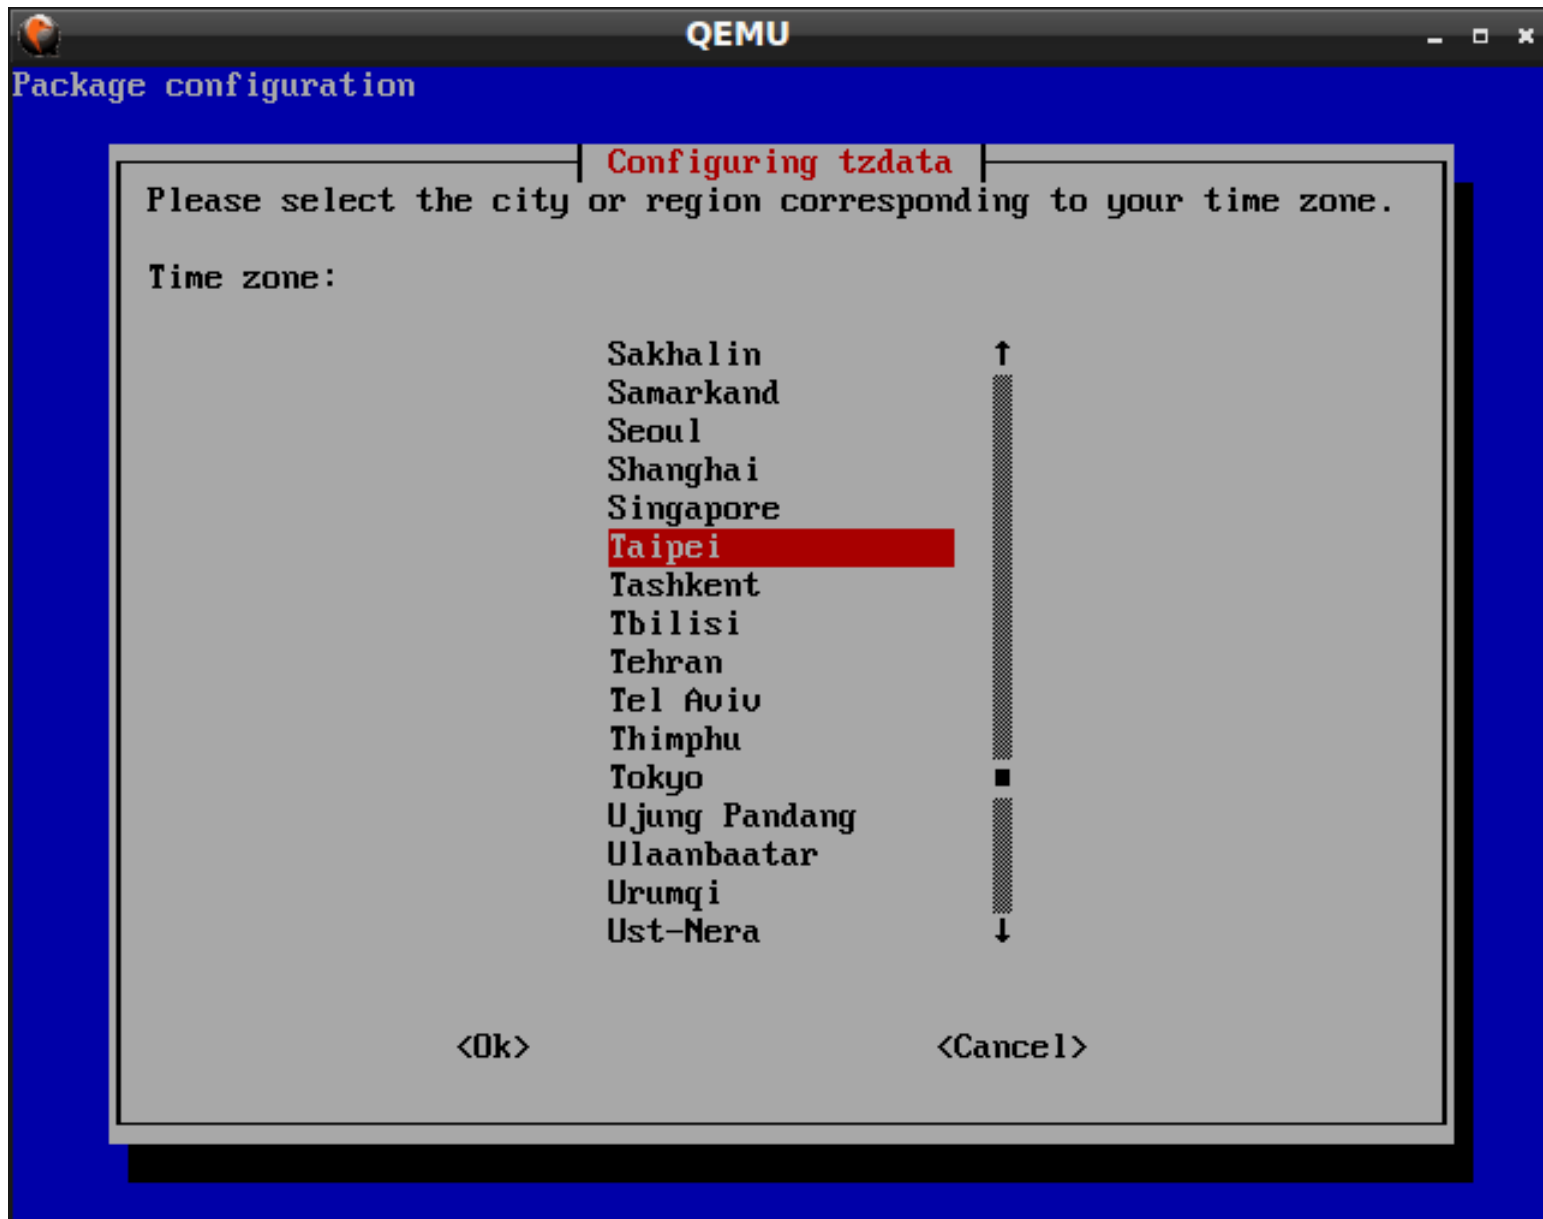 QEMU
Package configuration
Configuring tzdata
Please select the city or region corresponding to your time zone.
Time zone:
Sakhalin
Samarkand
Seoul
Shanghai
Singapore
Taipei
Tashkent
Tbilisi
Tehran
Tel Aviv
Thimphu
Tokyo
Ujung Pandang
Ulaanbaatar
Urumqi
Ust-Nera
<Ok> <Cancel>